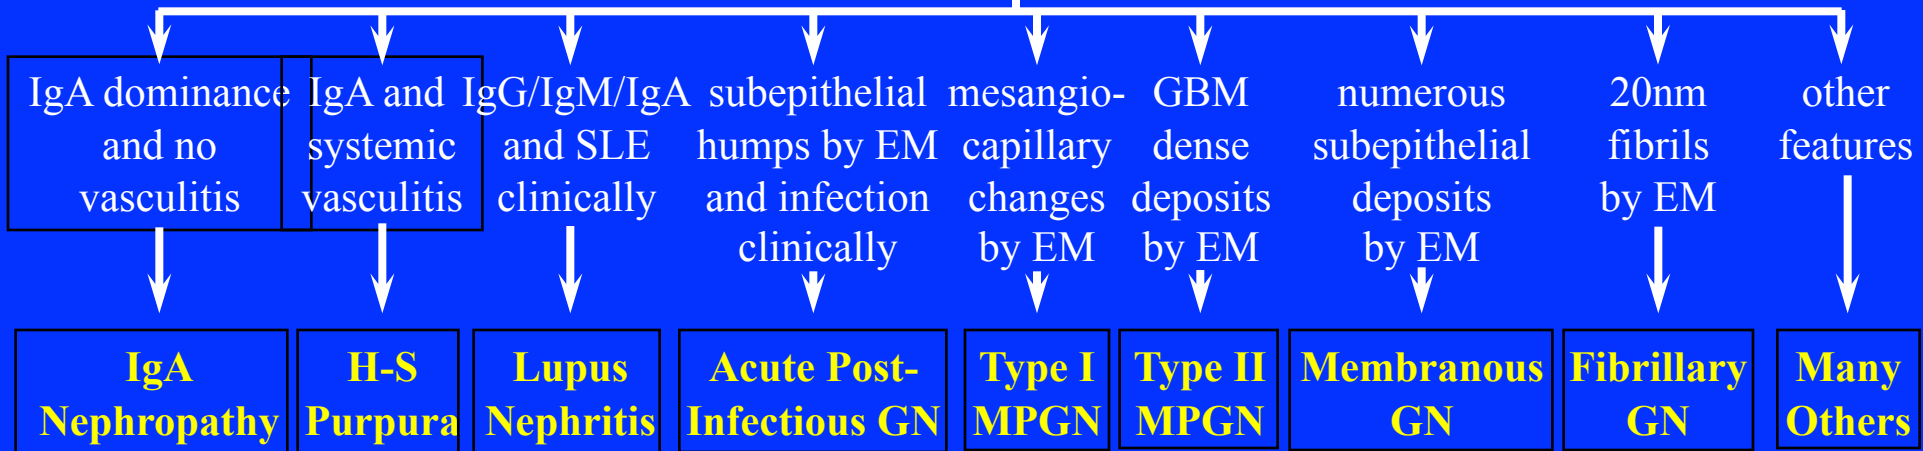 IgA dominance
and no
vasculitis
IgA and
systemic
vasculitis
IgG/IgM/IgA
and SLE
clinically
subepithelial
humps by EM
and infection
clinically
mesangio-
capillary
changes
by EM
GBM
dense
deposits
by EM
numerous
subepithelial
deposits
by EM
20nm
fibrils
by EM
other
features
IgA
Nephropathy
H-S
Purpura
Lupus
Nephritis
Acute Post-
Infectious GN
Type I
MPGN
Type II
MPGN
Membranous
GN
Fibrillary
GN
Many
Others